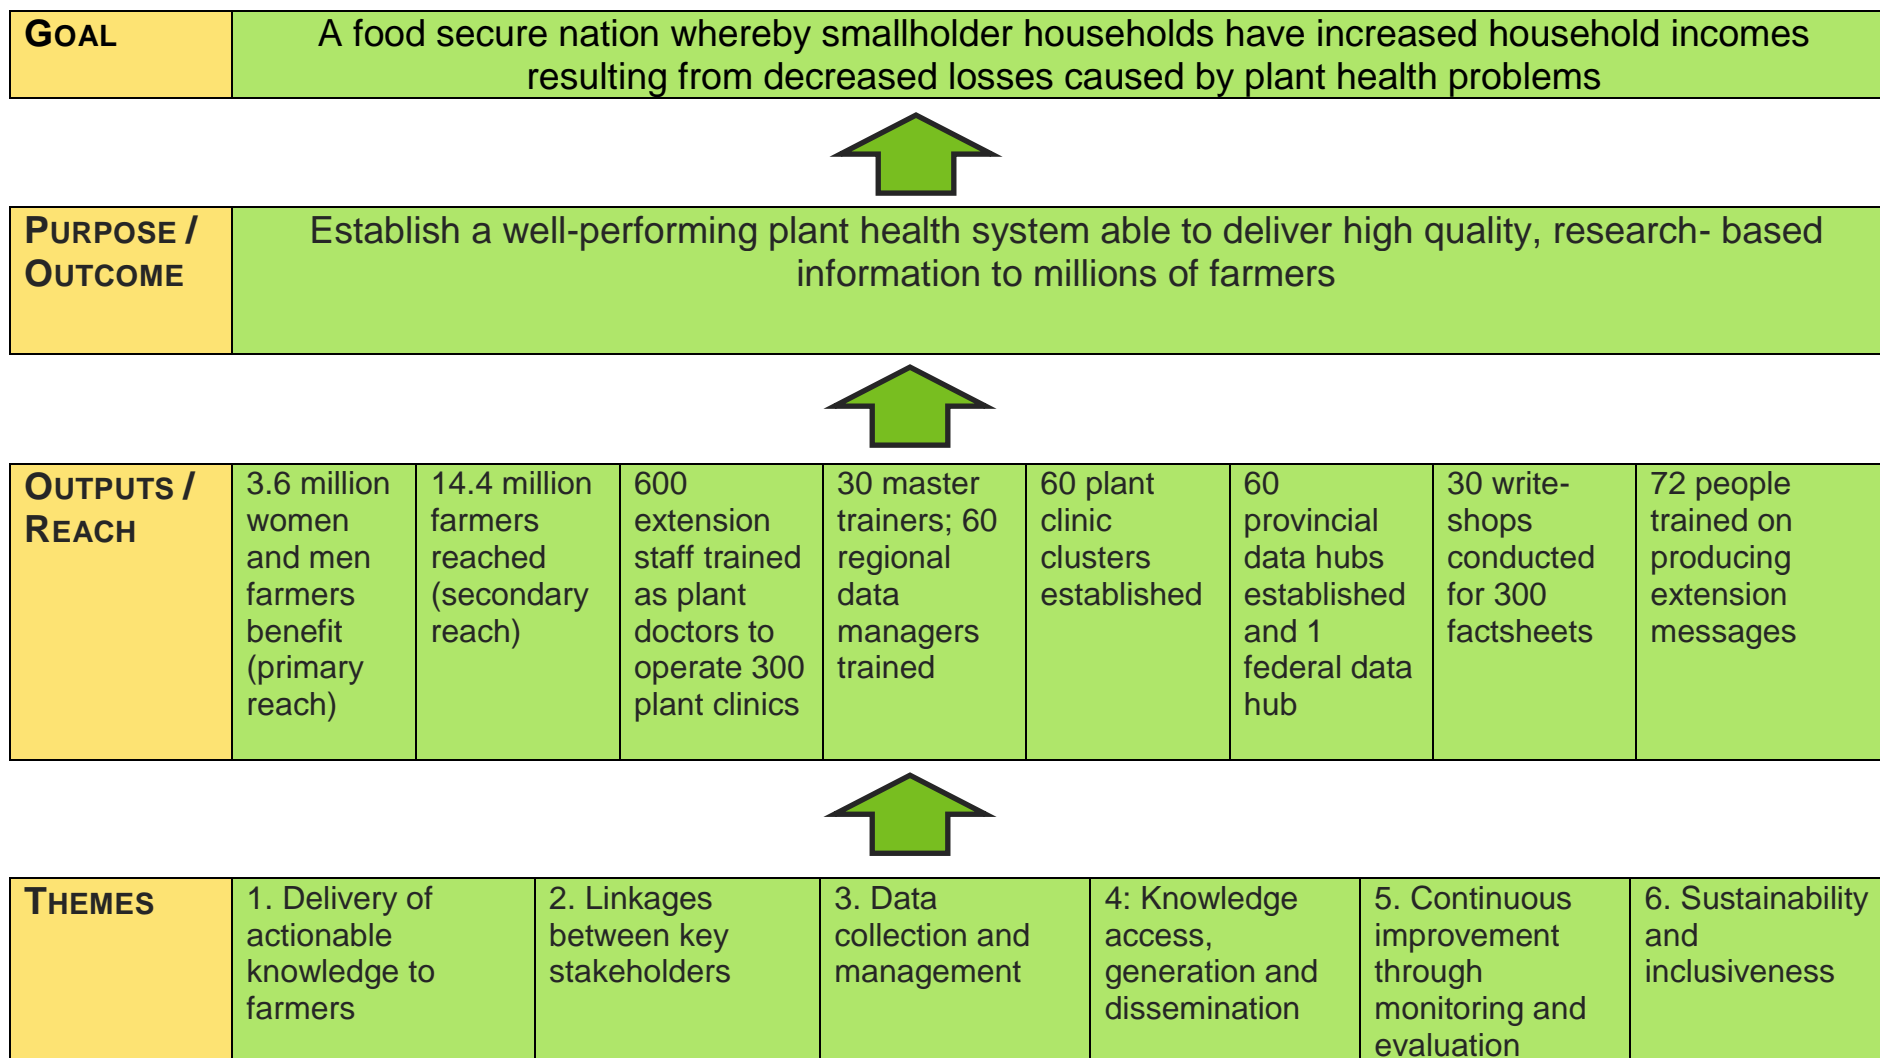 GOAL
A food secure nation whereby smallholder households have increased household incomes
resulting from decreased losses caused by plant health problems
PURPOSE /
OUTCOME
Establish a well-performing plant health system able to deliver high quality, research- based
information to millions of farmers
OUTPUTS /
REACH
3.6 million
women
and men
farmers
benefit
(primary
reach)
14.4 million
farmers
reached
(secondary
reach)
600
extension
staff trained
as plant
doctors to
operate 300
plant clinics
30 master
trainers; 60
regional
data
managers
trained
60 plant
clinic
clusters
established
60
provincial
data hubs
established
and 1
federal data
hub
30 write-
shops
conducted
for 300
factsheets
72 people
trained on
producing
extension
messages
THEMES
1. Delivery of
actionable
knowledge to
farmers
2. Linkages
between key
stakeholders
3. Data
collection and
management
4: Knowledge
access,
generation and
dissemination
5. Continuous
improvement
through
monitoring and
evaluation
6. Sustainability
and
inclusiveness